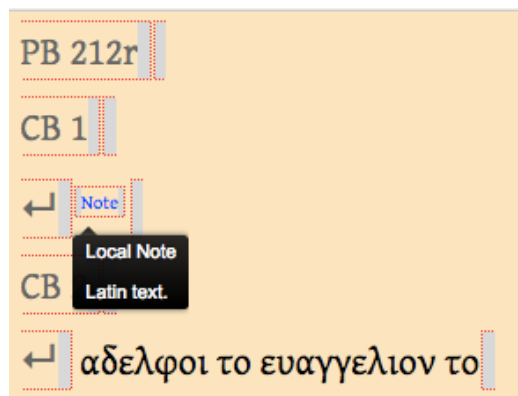 PB 212r
CB 1
↵ Note
Local Note
CB
Latin text.
↵ αδελφοι το ευαγγελιον το